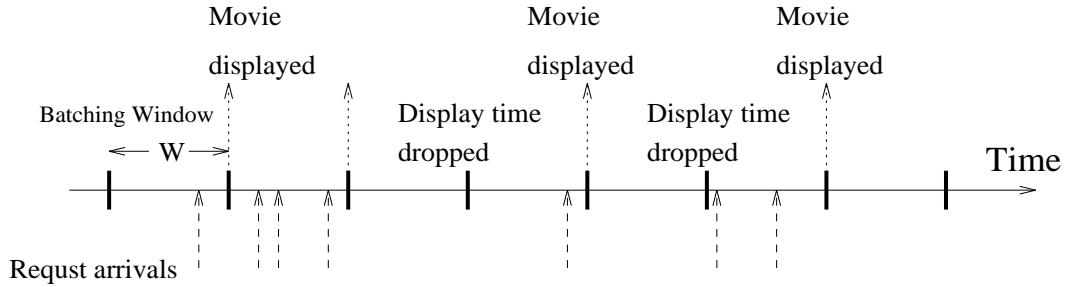 Movie
displayed
Movie
displayed
Movie
displayed
Batching Window
W
Display time
dropped
Display time
dropped
Time
Requst arrivals